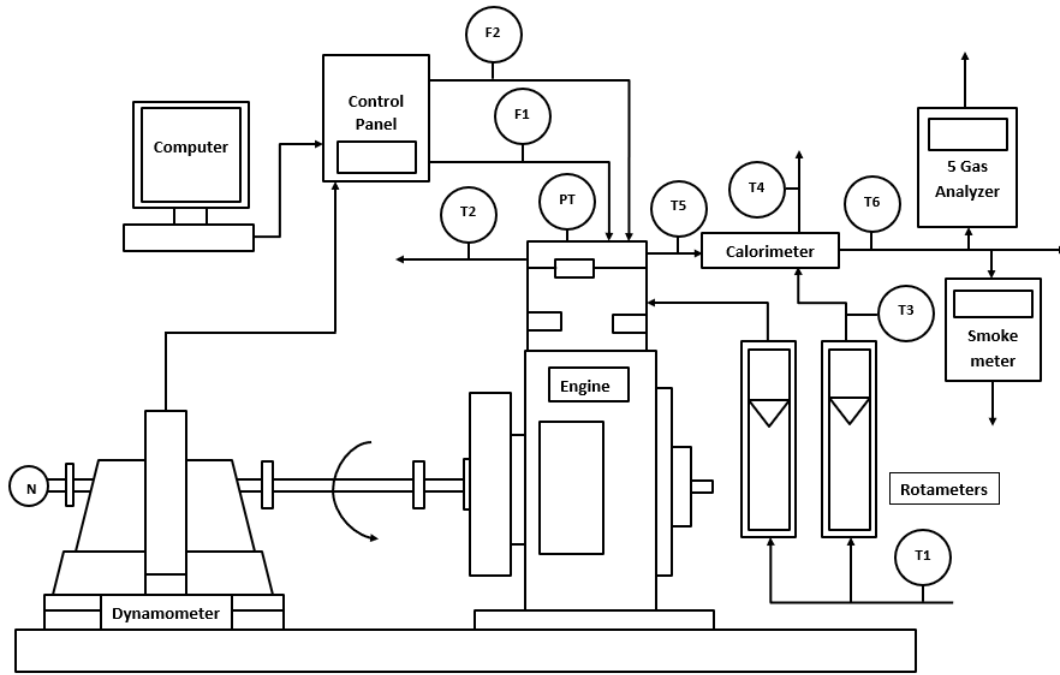 F2
Control
Panel
F1
Computer
5 Gas
Analyzer
T4
PT
T2
T5
T6
Calorimeter
T3
Smoke
meter
Engine
N
Rotameters
T1
Dynamometer